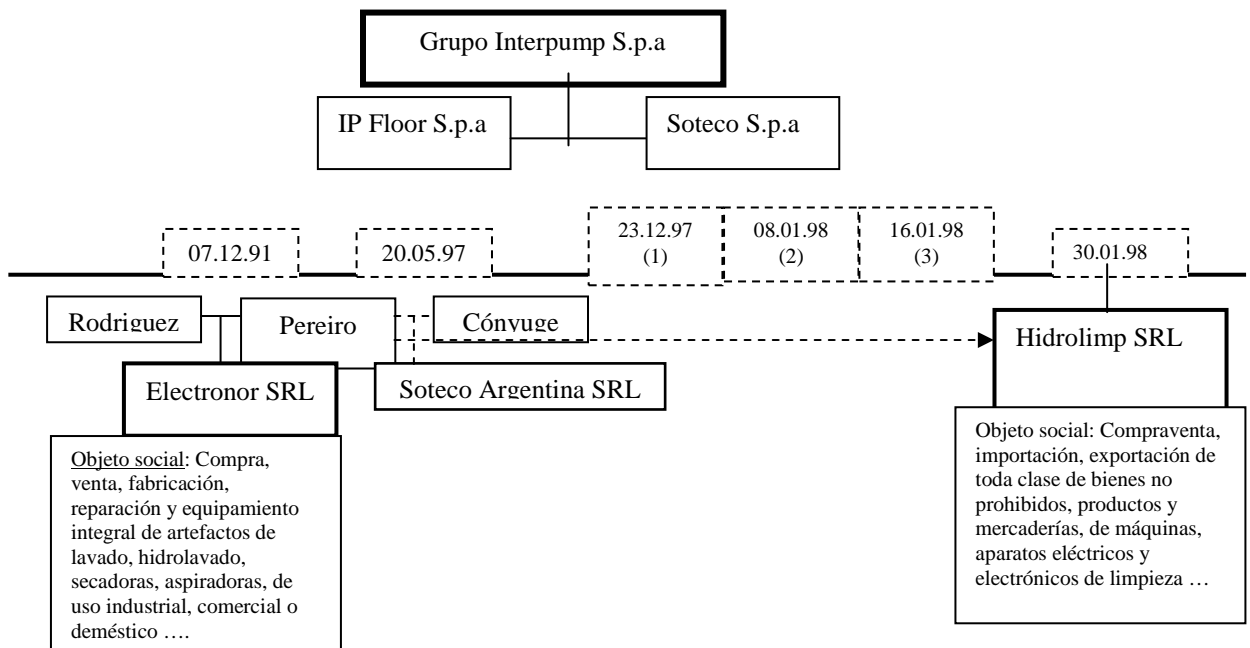 Grupo Interpump S.p.a
IP Floor S.p.a
Soteco S.p.a
07.12.91
20.05.97
23.12.97
(1)
08.01.98
(2)
16.01.98
(3)
30.01.98
Rodriguez
Pereiro
Cónyuge
Hidrolimp SRL
Electronor SRL
Soteco Argentina SRL
Objeto social: Compra,
venta, fabricación,
reparación y equipamiento
integral de artefactos de
lavado, hidrolavado,
secadoras, aspiradoras, de
uso industrial, comercial o
deméstico ….
Objeto social: Compraventa,
importación, exportación de
toda clase de bienes no
prohibidos, productos y
mercaderías, de máquinas,
aparatos eléctricos y
electrónicos de limpieza …